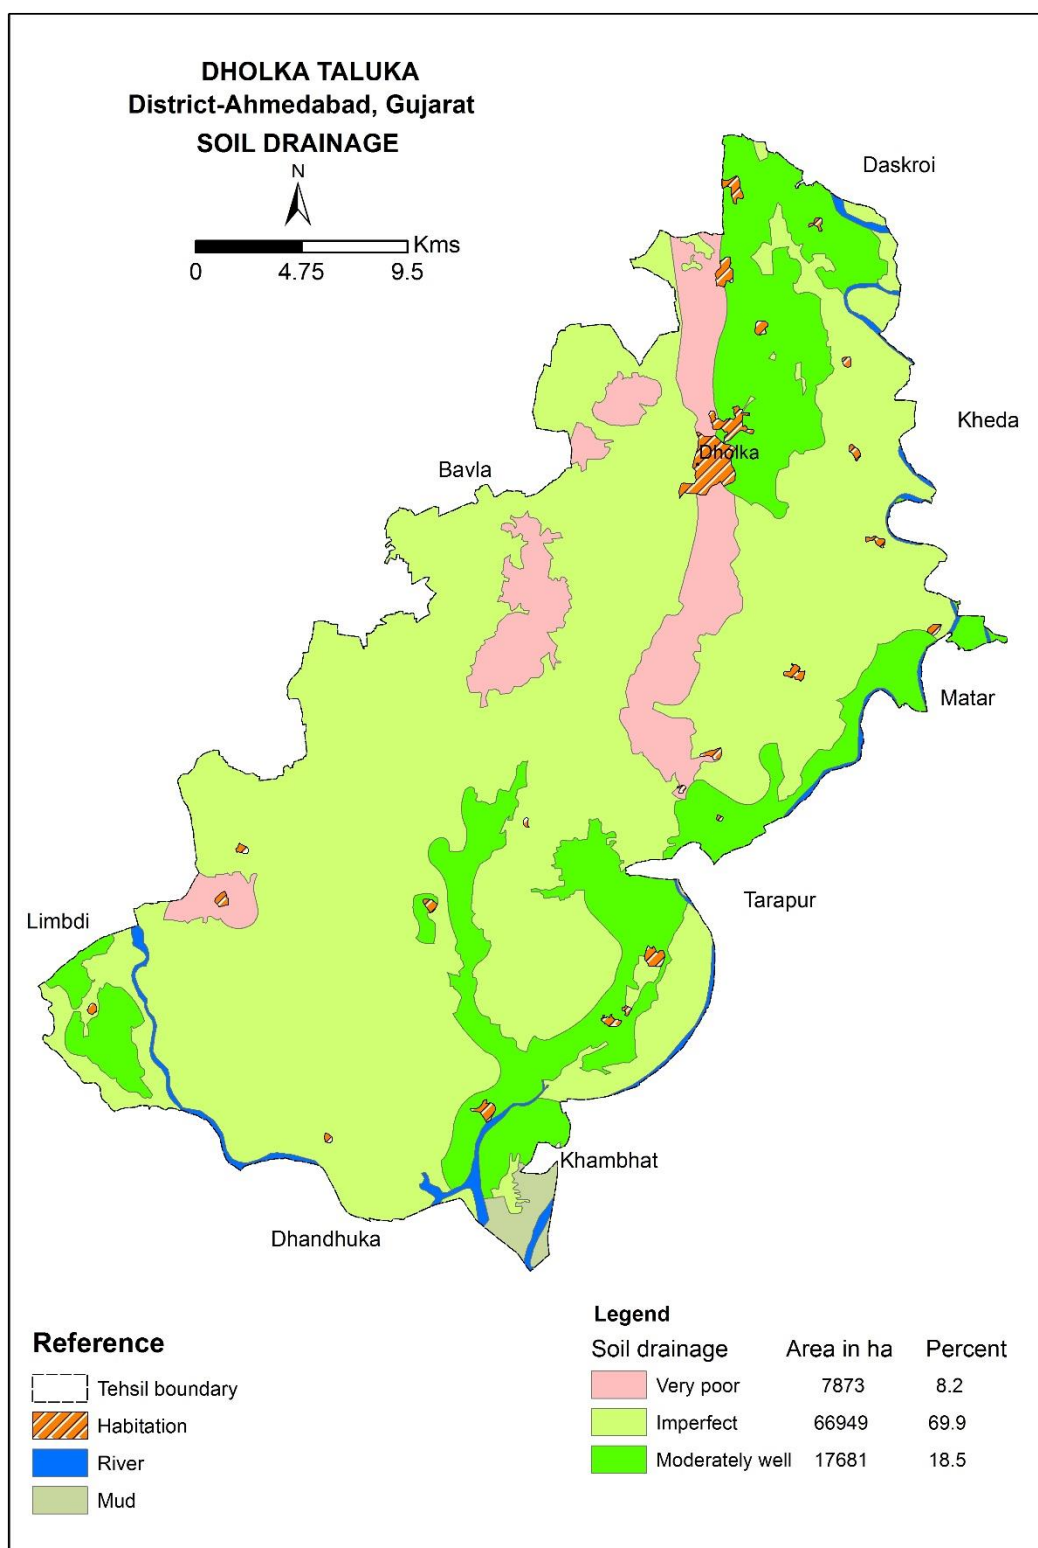 DHOLKA TALUKA
District-Ahmedabad, Gujarat
SOIL DRAINAGE
N
Kms
0 4.75 9.5
Daskroi
Kheda
Dholka
Bavla
Matar
Tarapur
Limbdi
Khambhat
Dhandhuka
Reference
Tehsil boundary
Habitation
River
Mud
Legend
Soil drainage Area in ha Percent
Very poor 7873 8.2
Imperfect 66949 69.9
Moderately well 17681 18.5